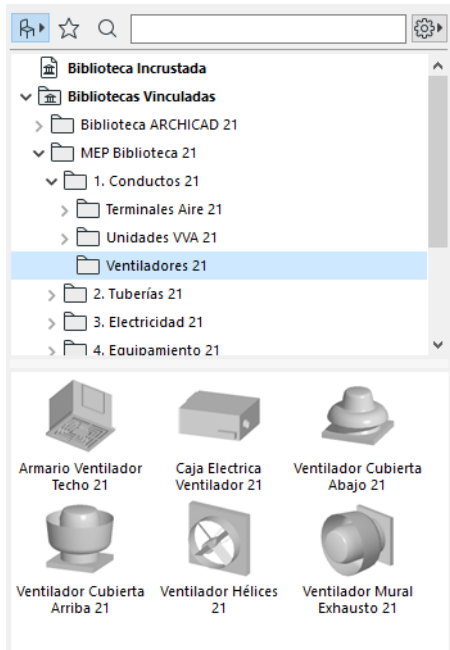 Biblioteca Incrustada
Bibliotecas Vinculadas
Biblioteca ARCHICAD 21
MEP Biblioteca 21
1. Conductos 21
Terminales Aire 21
Unidades VVA 21
Ventiladores 21
2. Tuberías 21
3. Electricidad 21
4. Equipamiento 21
Armario Ventilador
Techo 21
Caja Electrica
Ventilador 21
Ventilador Cubierta
Abajo 21
Ventilador Cubierta
Arriba 21
Ventilador Hélices
21
Ventilador Mural
Exhausto 21